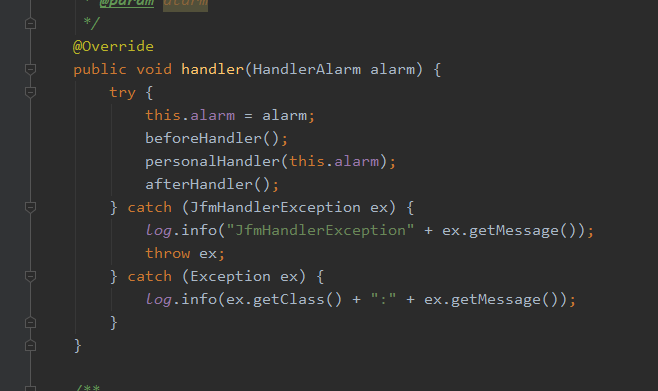 * @param alarm
*/
@Override
public void handler(HandlerAlarm alarm) {
try {
this.alarm = alarm;
beforeHandler();
personalHandler(this.alarm);
afterHandler();
} catch (JfmHandlerException ex) {
log.info("JfmHandlerException" + ex.getMessage());
throw ex;
} catch (Exception ex) {
log.info(ex.getClass() + ":" + ex.getMessage());
}
}
/**